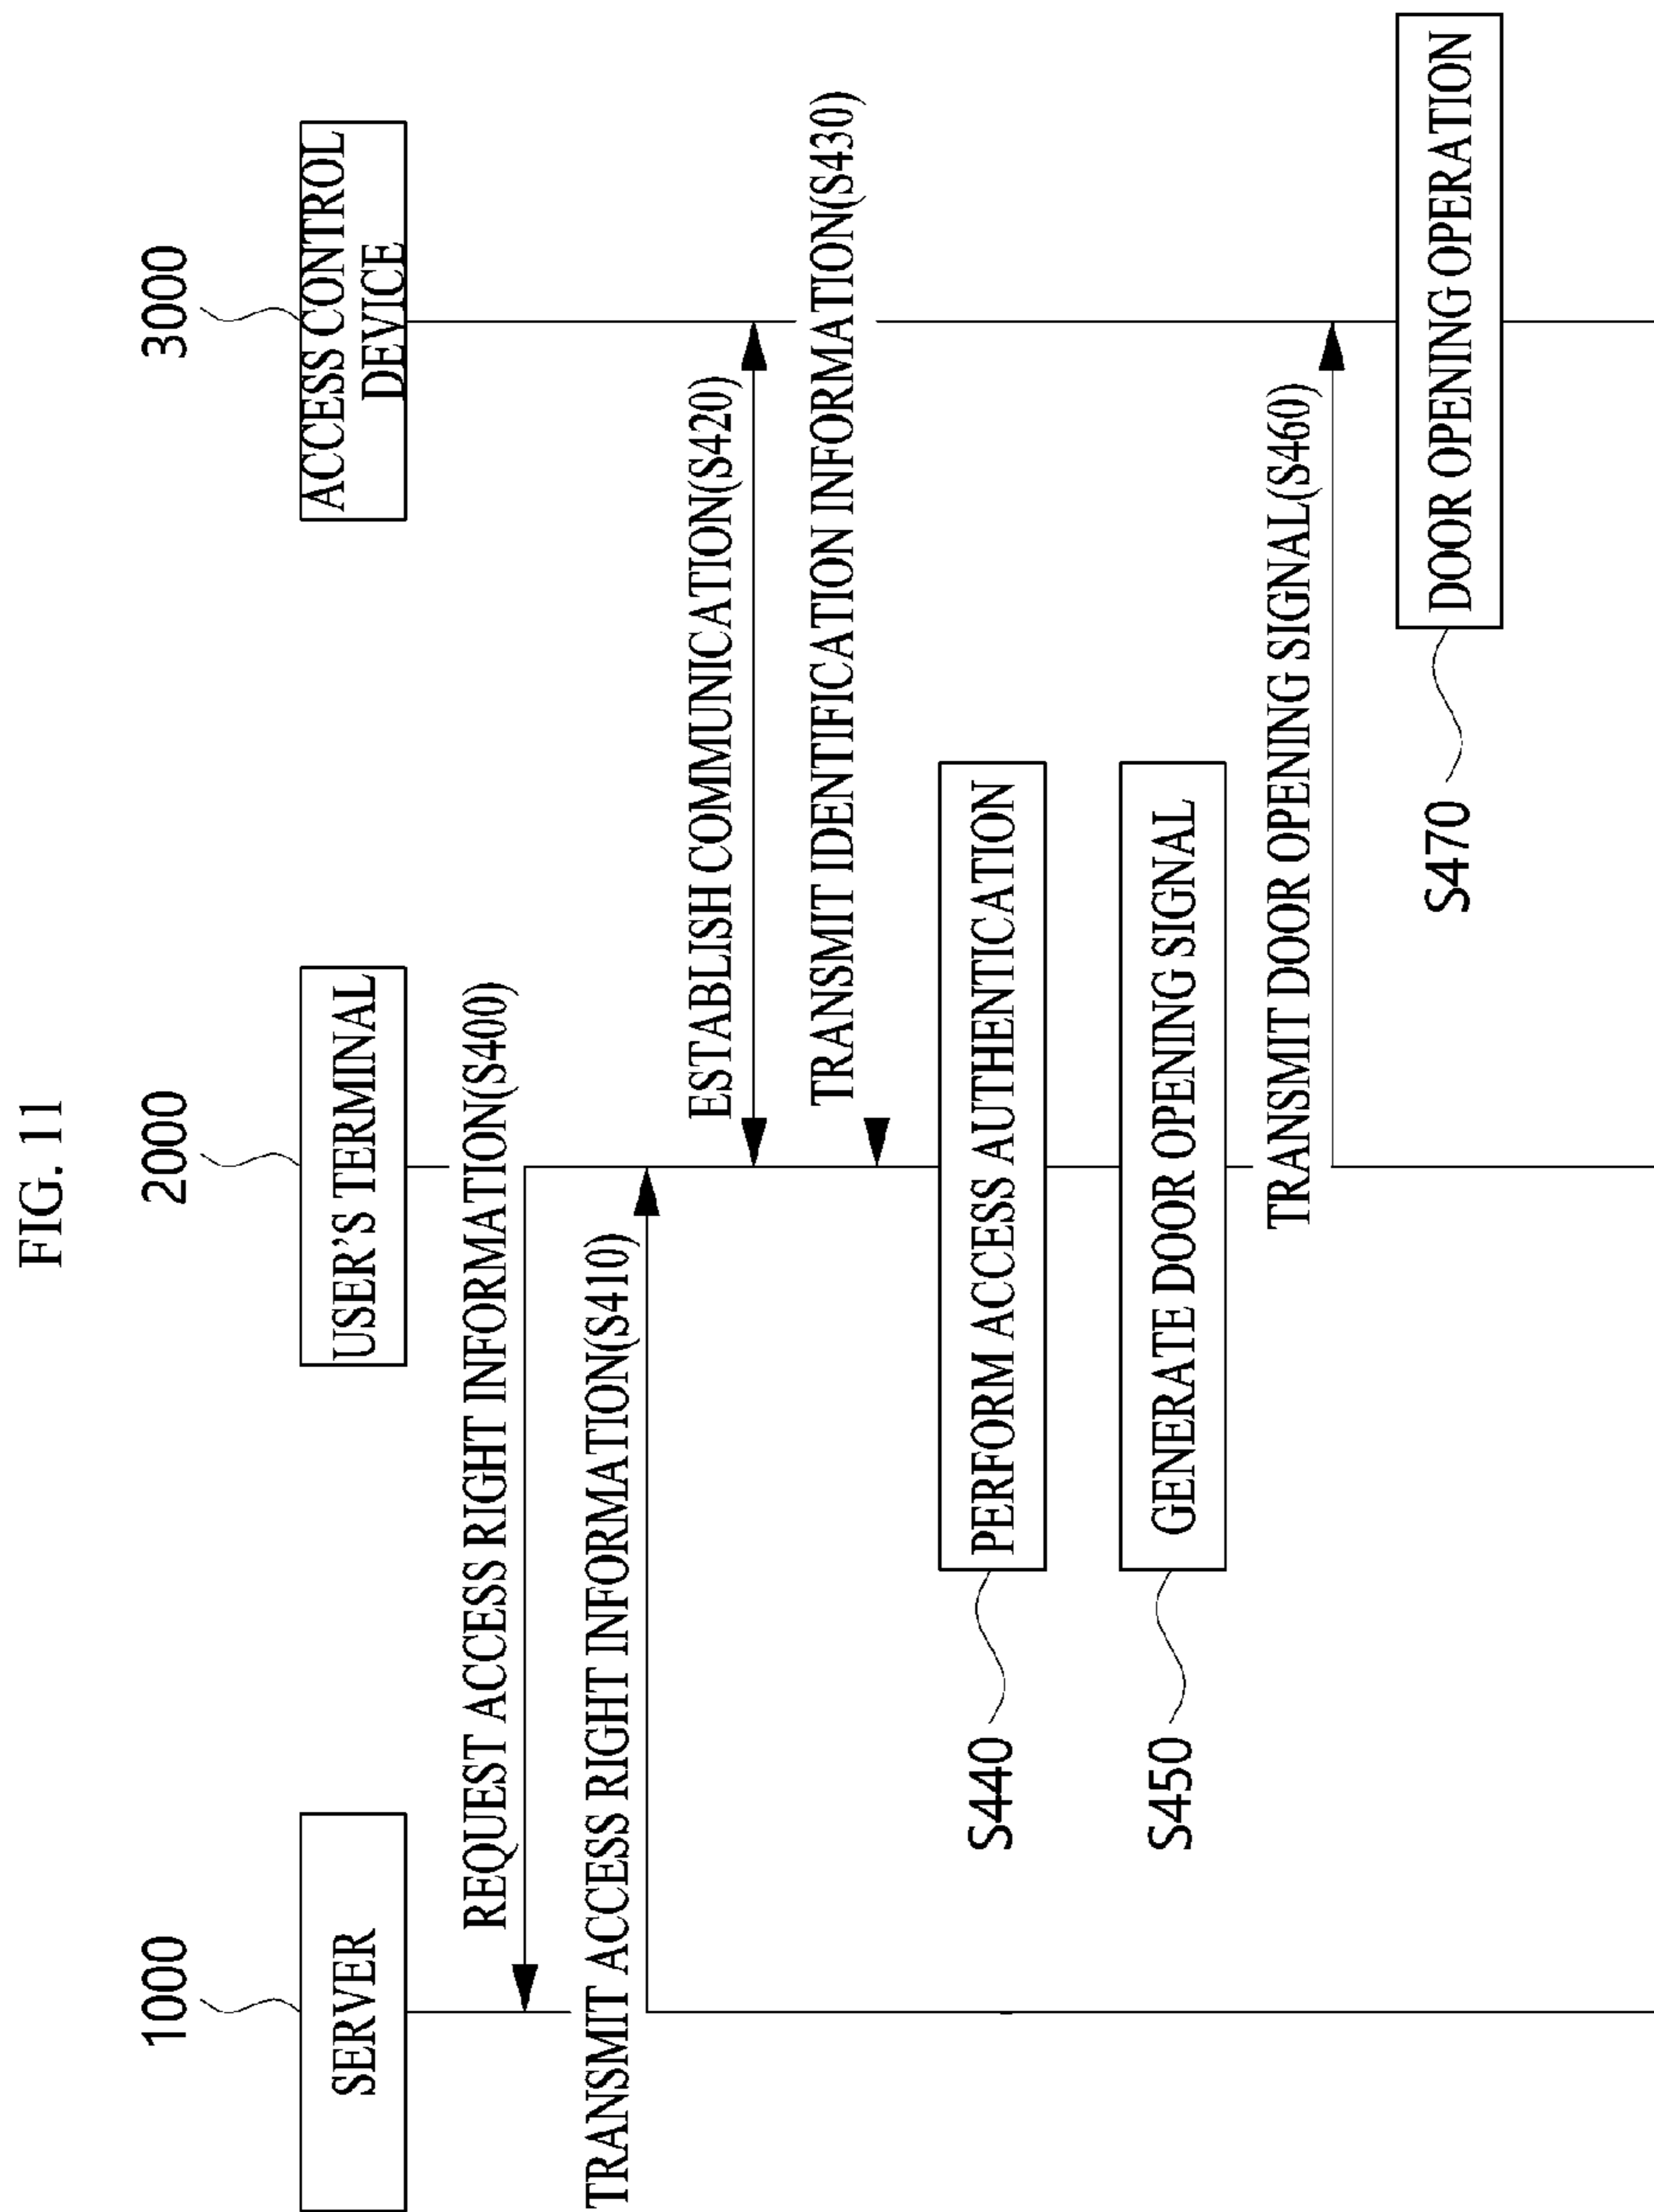 FIG. 11
1000
2000
3000
SERVER
USER'S TERMINAL
ACCESS CONTROL
DEVICE
REQUEST ACCESS RIGHT INFORMATION(S400)
TRANSMIT ACCESS RIGHT INFORMATION(S410)
ESTABLISH COMMUNICATION(S420)
TRANSMIT IDENTIFICATION INFORMATION(S430)
S440
PERFORM ACCESS AUTHENTICATION
S450
GENERATE DOOR OPENING SIGNAL
TRANSMIT DOOR OPENING SIGNAL(S460)
S470
DOOR OPENING OPERATION